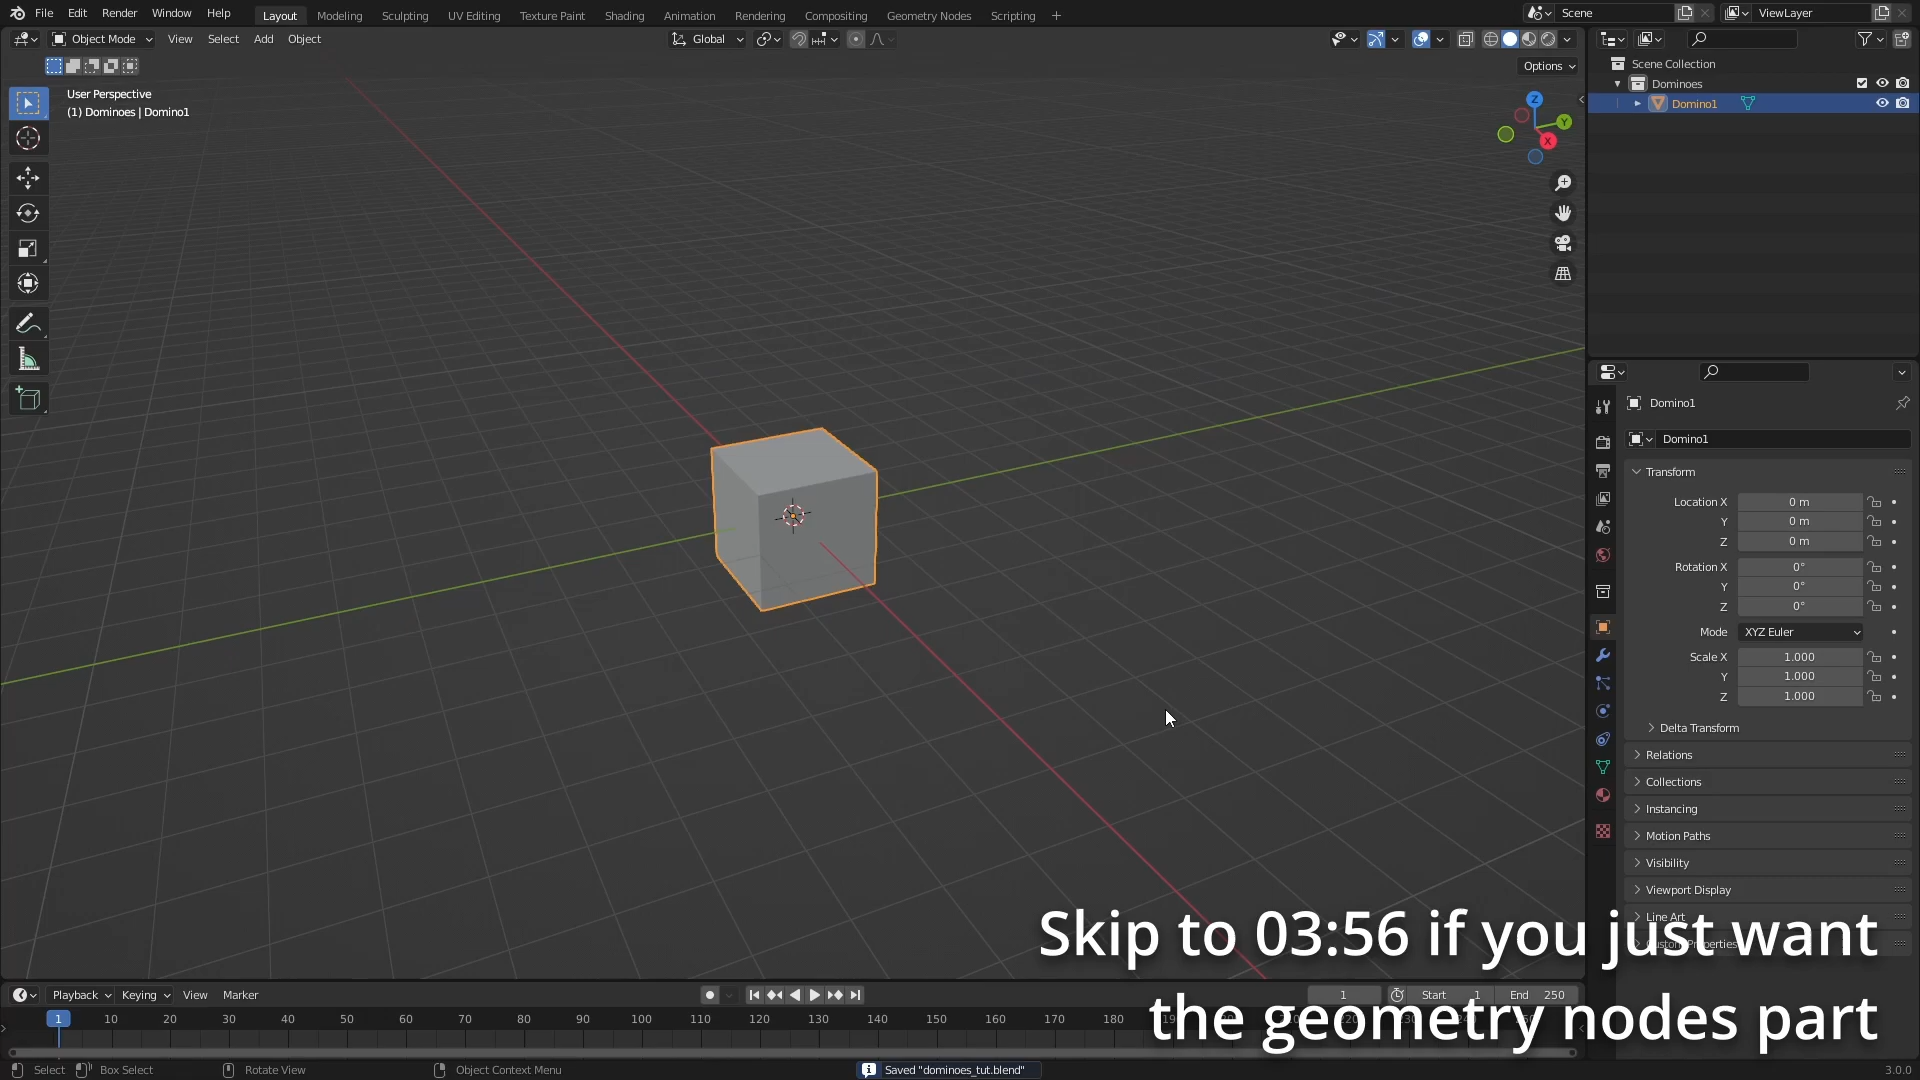 File Edit Render Window Help Layout Modeling Sculpting UV Editing Texture Paint Shading Animation Rendering Compositing Geometry Nodes Scripting + Scene ViewLayer
Object Mode View Select Add Object Global
Options
User Perspective
(1) Dominoes | Domino1
Z
Y
X
Scene Collection
Dominoes
Domino1
Domino1
Domino1
Transform
Location X 0 m
Y 0 m
Z 0 m
Rotation X 0°
Y 0°
Z 0°
Mode XYZ Euler
Scale X 1.000
Y 1.000
Z 1.000
Delta Transform
Relations
Collections
Instancing
Motion Paths
Visibility
Viewport Display
Line Art
Custom Properties
Skip to 03:56 if you just want
the geometry nodes part
Playback Keying View Marker 1 Start 1 End 250
1 10 20 30 40 50 60 70 80 90 100 110 120 130 140 150 160 170 180
Select Box Select Rotate View Object Context Menu Saved "dominoes_tut.blend" 3.0.0